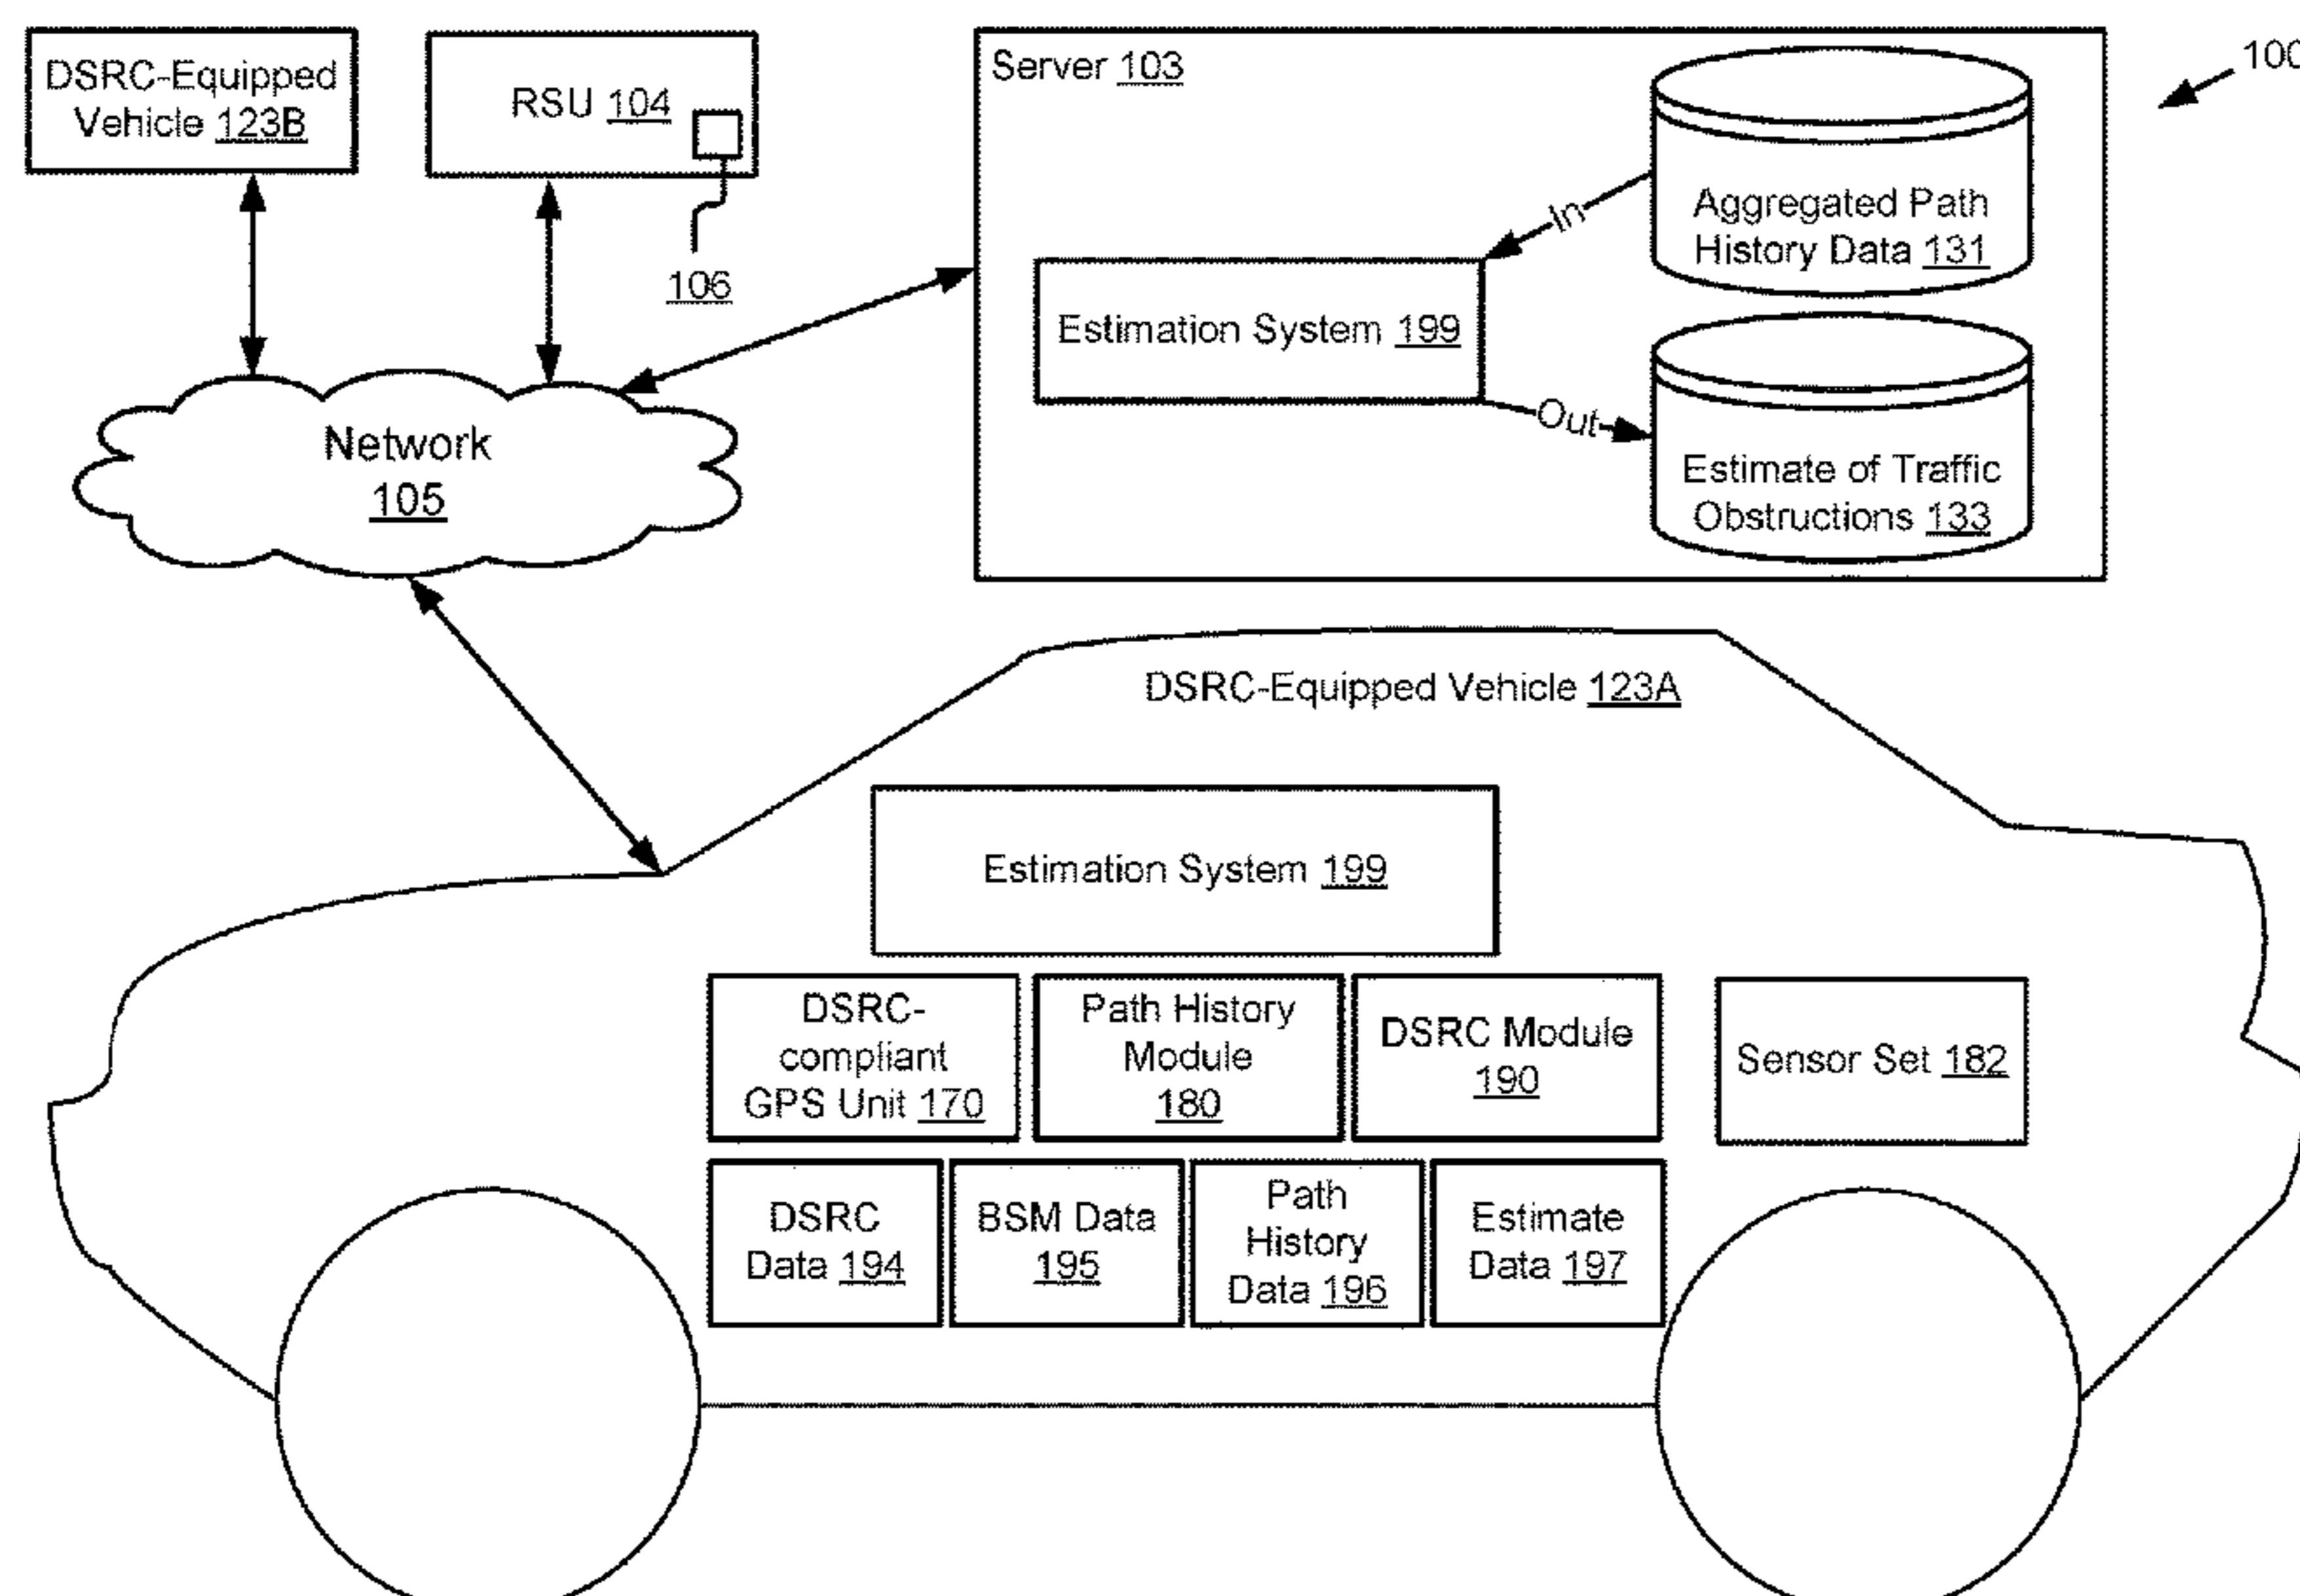 DSRC-Equipped
Vehicle 123B
RSU 104
106
Server 103
100
In
Aggregated Path
History Data 131
Estimation System 199
Out
Estimate of Traffic
Obstructions 133
Network
105
DSRC-Equipped Vehicle 123A
Estimation System 199
DSRC-
compliant
GPS Unit 170
Path History
Module
180
DSRC Module
190
Sensor Set 182
DSRC
Data 194
BSM Data
195
Path
History
Data 196
Estimate
Data 197